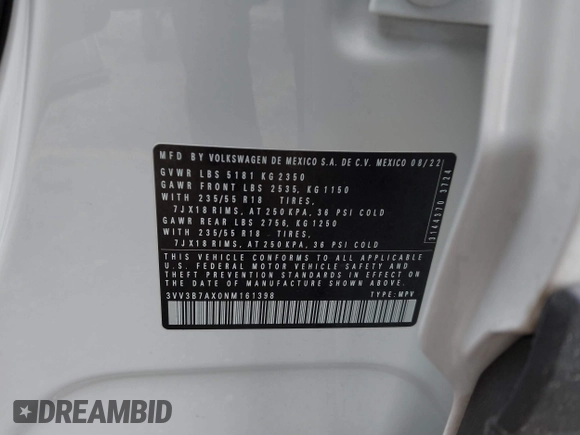 MFD BY VOLKSWAGEN DE MEXICO S.A. DE C.V. MEXICO 08/22
GVWR LBS 5181 KG 2350
GAWR FRONT LBS 2535, KG 1150
WITH 235/55 R18 TIRES,
7JX18 RIMS, AT 250 KPA, 36 PSI COLD
GAWR REAR LBS 2756, KG 1250
WITH 235/55 R18 TIRES,
7JX18 RIMS, AT 250 KPA, 36 PSI COLD
THIS VEHICLE CONFORMS TO ALL APPLICABLE
U.S. FEDERAL MOTOR VEHICLE SAFETY AND
THEFT PREVENTION STANDARDS IN EFFECT ON
THE DATE OF MANUFACTURE SHOWN ABOVE.
3VV3B7AX0NM161398 TYPE: MPV
3144370 3724
DREAMBID